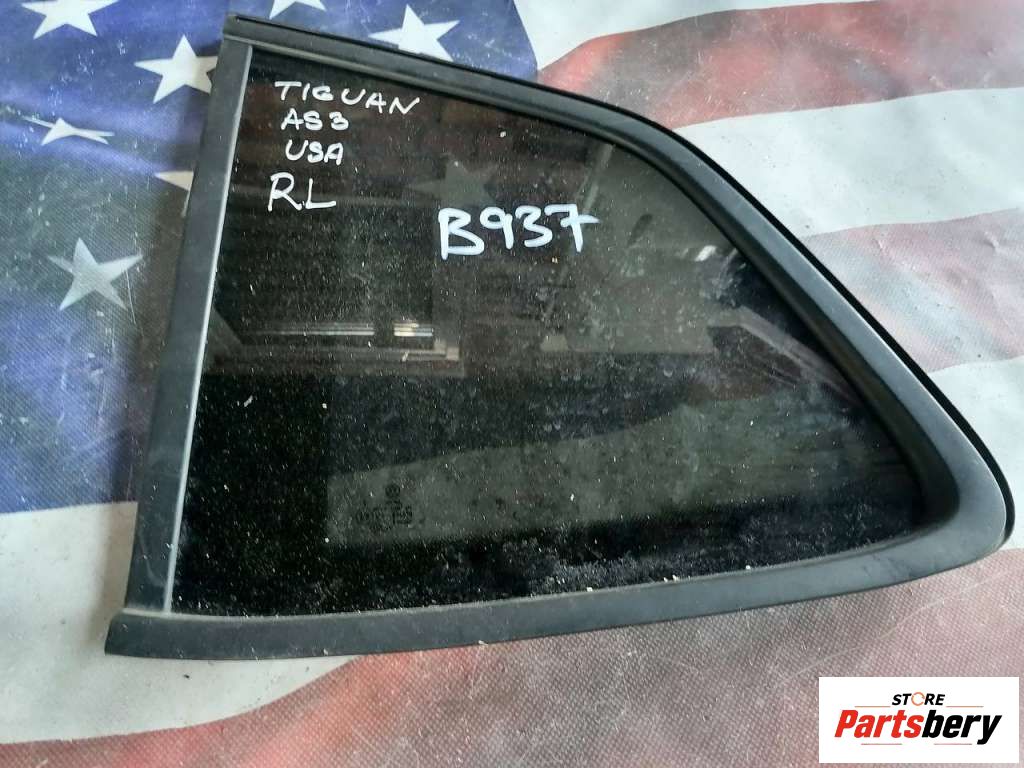 TIGUAN
AS3
USA
RL
B937
STORE
Partsbery